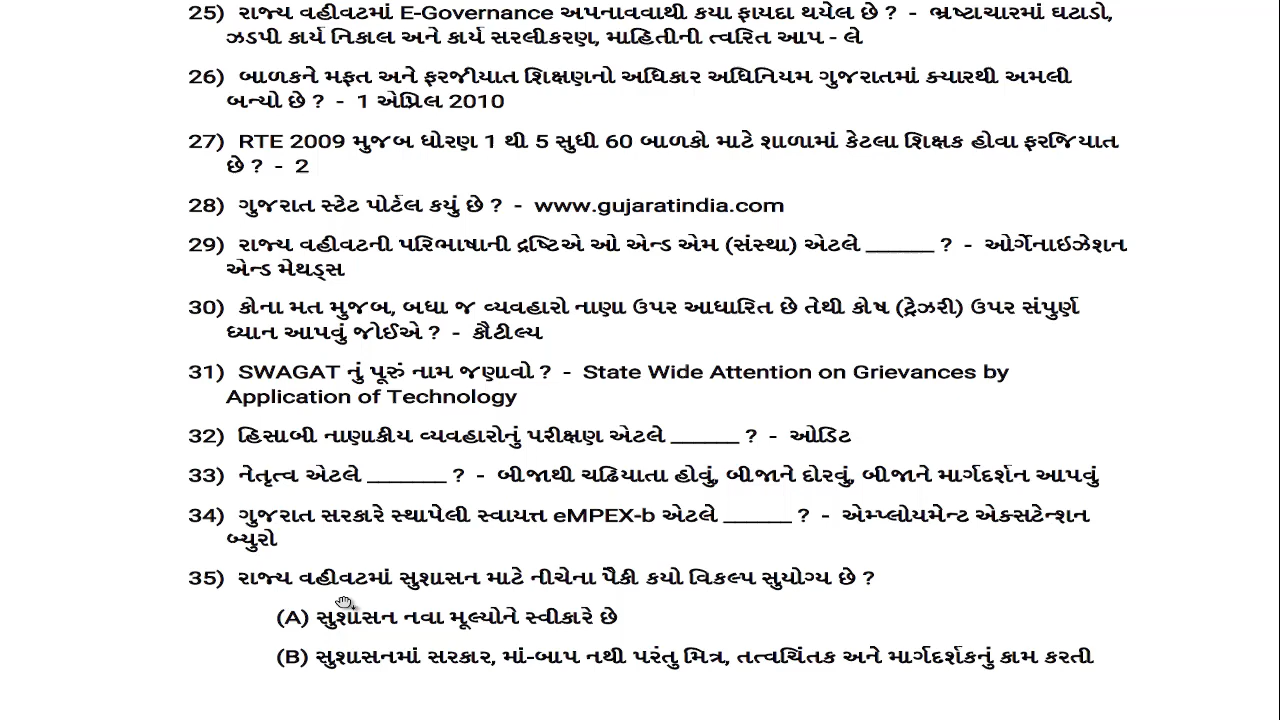 25) રાજ્ય વહીવટમાં E-Governance અપનાવવાથી કયા ફાયદા થયેલ છે ? - ભ્રષ્ટાચારમાં ઘટાડો,
ઝડપી કાર્ય નિકાલ અને કાર્ય સરલીકરણ, માહિતીની ત્વરિત આપ - લે
26) બાળકને મફત અને ફરજીયાત શિક્ષણનો અધિકાર અધિનિયમ ગુજરાતમાં ક્યારથી અમલી
બન્યો છે ? - 1 એપ્રિલ 2010
27) RTE 2009 મુજબ ધોરણ 1 થી 5 સુધી 60 બાળકો માટે શાળામાં કેટલા શિક્ષક હોવા ફરજિયાત
છે ? - 2
28) ગુજરાત સ્ટેટ પોર્ટલ કયું છે ? - www.gujaratindia.com
29) રાજ્ય વહીવટની પરિભાષાની દ્રષ્ટિએ ઓ એન્ડ એમ (સંસ્થા) એટલે ______ ? - ઓર્ગેનાઈઝેશન
એન્ડ મેથડ્સ
30) કોના મત મુજબ, બધા જ વ્યવહારો નાણા ઉપર આધારિત છે તેથી કોષ (ટ્રેઝરી) ઉપર સંપુર્ણ
ધ્યાન આપવું જોઈએ ? - કૌટીલ્ય
31) SWAGAT નું પૂરું નામ જણાવો ? - State Wide Attention on Grievances by
Application of Technology
32) હિસાબી નાણાકીય વ્યવહારોનું પરીક્ષણ એટલે ______ ? - ઓડિટ
33) નેતૃત્વ એટલે _______ ? - બીજાથી ચઢિયાતા હોવું, બીજાને દોરવું, બીજાને માર્ગદર્શન આપવું
34) ગુજરાત સરકારે સ્થાપેલી સ્વાયત્ત eMPEX-b એટલે ______ ? - એમ્પ્લોયમેન્ટ એક્સટેન્શન
બ્યુરો
35) રાજ્ય વહીવટમાં સુશાસન માટે નીચેના પૈકી કયો વિકલ્પ સુયોગ્ય છે ?
(A) સુશાસન નવા મૂલ્યોને સ્વીકારે છે
(B) સુશાસનમાં સરકાર, માં-બાપ નથી પરંતુ મિત્ર, તત્વચિંતક અને માર્ગદર્શકનું કામ કરતી